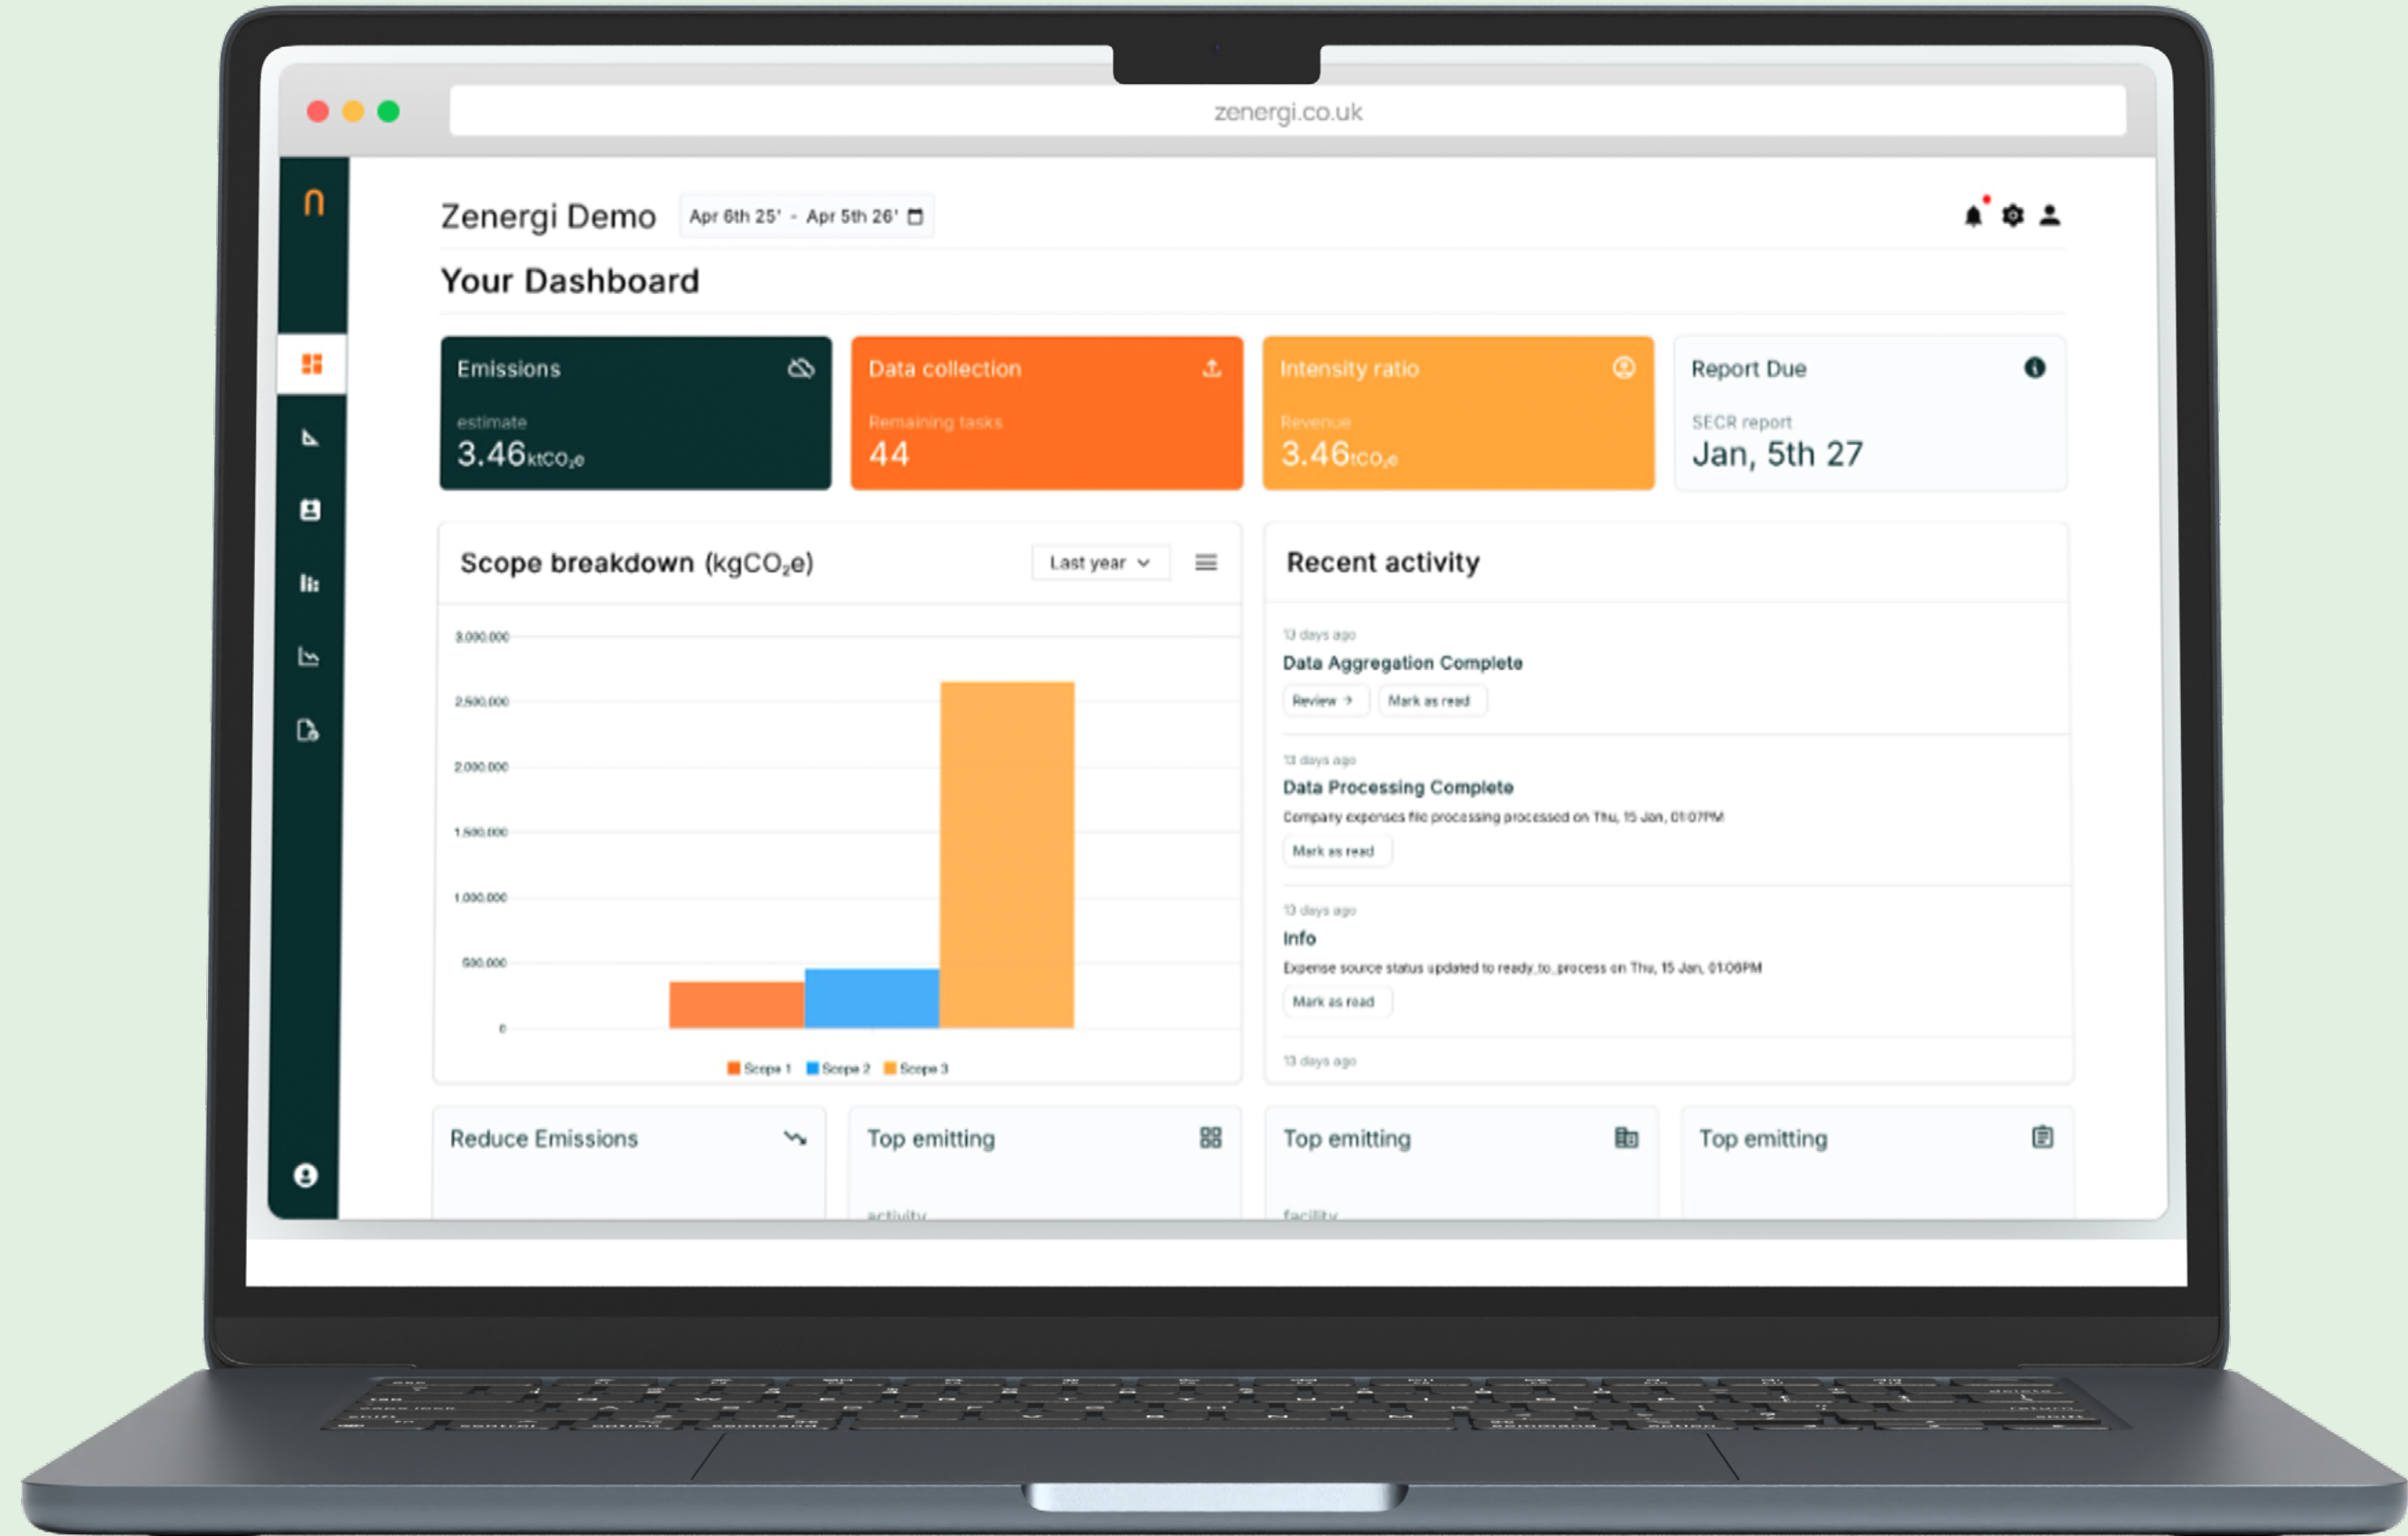 zenergi.co.uk
Zenergi Demo
Apr 6th 25' - Apr 5th 26'
Your Dashboard
Emissions
estimate
3.46ktCO₂e
Data collection
Remaining tasks
44
Intensity ratio
Revenue
3.46tCO₂e
Report Due
SECR report
Jan, 5th 27
Scope breakdown (kgCO₂e)
Last year
3.000.000
2.500.000
2.000.000
1.500.000
1.000.000
500.000
0
Scope 1 Scope 2 Scope 3
Recent activity
13 days ago
Data Aggregation Complete
Review → Mark as read
13 days ago
Data Processing Complete
Company expenses file processing processed on Thu, 15 Jan, 01:07PM
Mark as read
13 days ago
Info
Expense source status updated to ready_to_process on Thu, 15 Jan, 01:06PM
Mark as read
13 days ago
Reduce Emissions
Top emitting
activity
Top emitting
facility
Top emitting